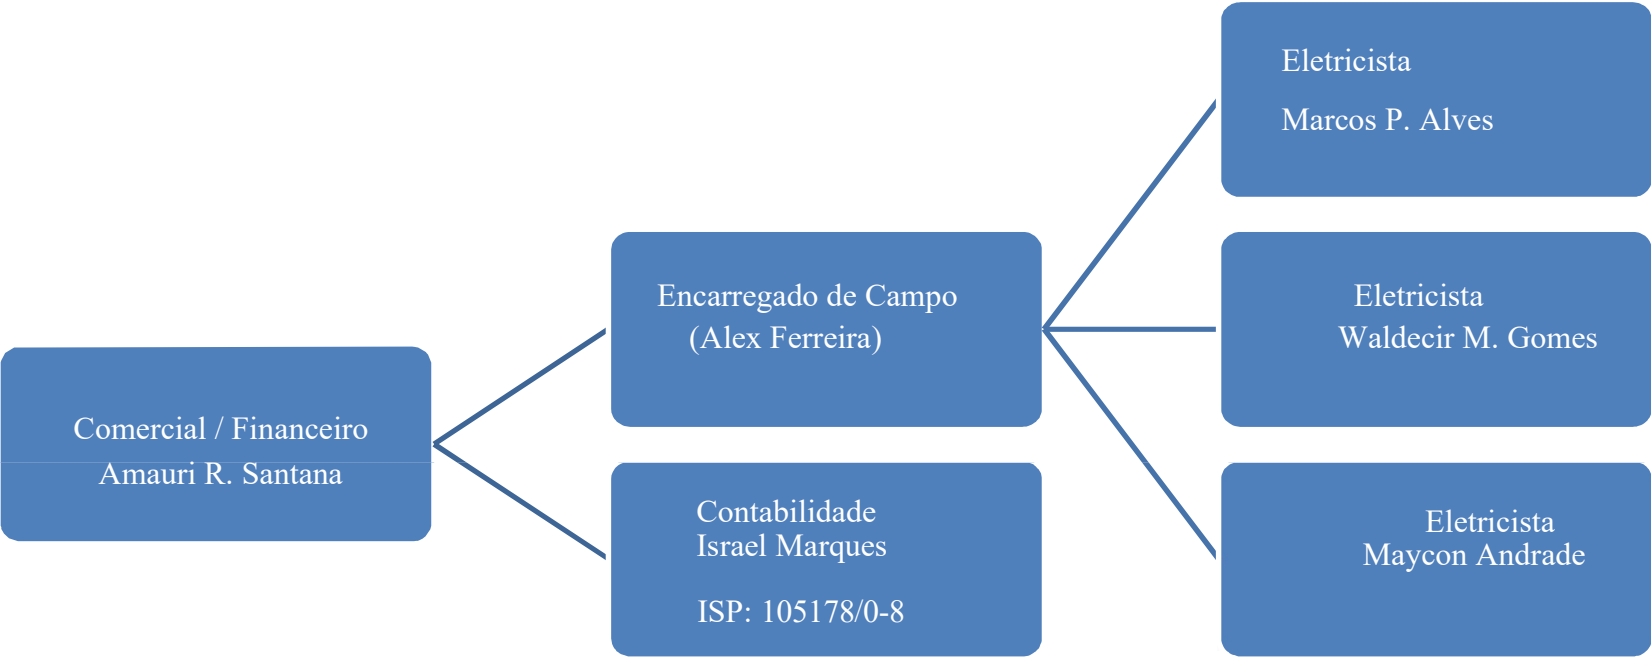 Comercial / Financeiro
Amauri R. Santana
Encarregado de Campo
(Alex Ferreira)
Contabilidade
Israel Marques
ISP: 105178/0-8
Eletricista
Marcos P. Alves
Eletricista
Waldecir M. Gomes
Eletricista
Maycon Andrade